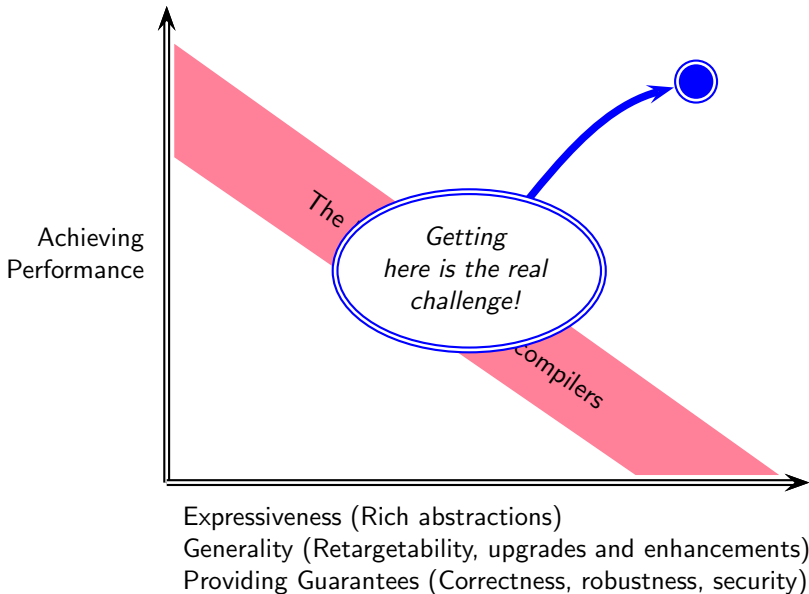 Achieving
Performance
The
Getting
here is the real
challenge!
compilers
Expressiveness (Rich abstractions)
Generality (Retargetability, upgrades and enhancements)
Providing Guarantees (Correctness, robustness, security)